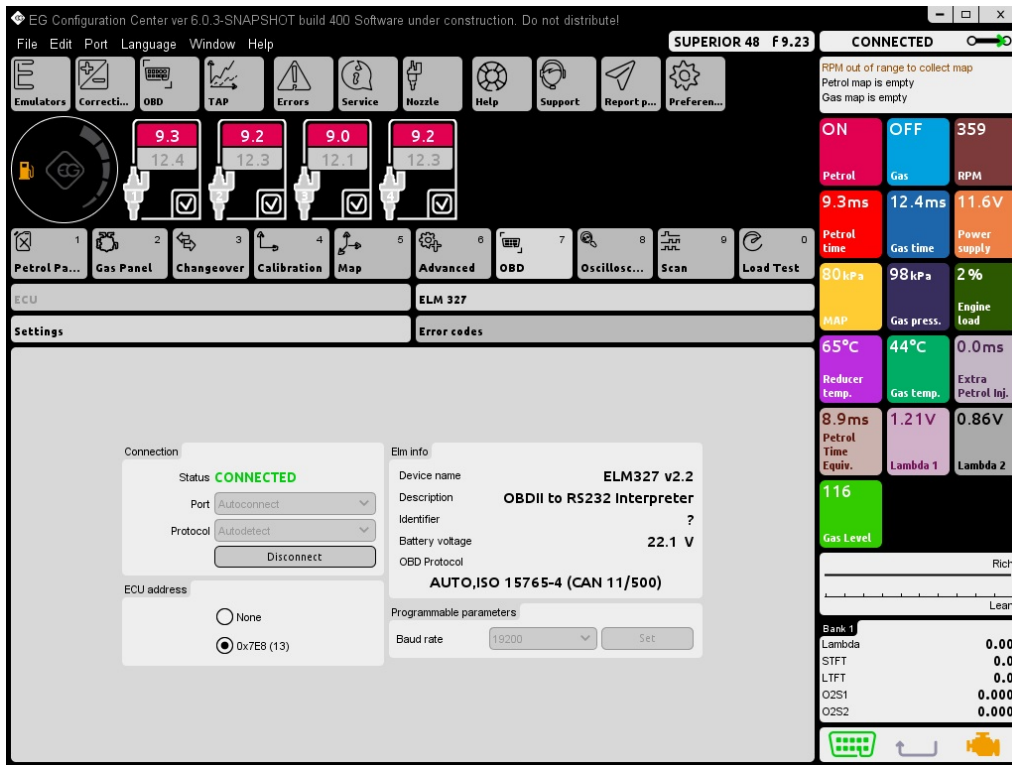 EG Configuration Center ver 6.0.3-SNAPSHOT build 400 Software under construction. Do not distribute!
File Edit Port Language Window Help
SUPERIOR 48 F 9.23
CONNECTED
Emulators
Correcti...
OBD
TAP
Errors
Service
Nozzle
Help
Support
Report p...
Preferen...
RPM out of range to collect map
Petrol map is empty
Gas map is empty
EG
9.3
12.4
1
9.2
12.3
2
9.0
12.1
3
9.2
12.3
4
ON
Petrol
OFF
Gas
359
RPM
9.3ms
Petrol time
12.4ms
Gas time
11.6V
Power supply
80kPa
MAP
98kPa
Gas press.
2%
Engine load
65°C
Reducer temp.
44°C
Gas temp.
0.0ms
Extra Petrol Inj.
8.9ms
Petrol Time Equiv.
1.21V
Lambda 1
0.86V
Lambda 2
116
Gas Level
1
Petrol Pa...
2
Gas Panel
3
Changeover
4
Calibration
5
Map
6
Advanced
7
OBD
8
Oscillosc...
9
Scan
0
Load Test
ECU
ELM 327
Settings
Error codes
Connection
Status CONNECTED
Port Autoconnect
Protocol Autodetect
Disconnect
ECU address
None
0x7E8 (13)
Elm info
Device name ELM327 v2.2
Description OBDII to RS232 Interpreter
Identifier ?
Battery voltage 22.1 V
OBD Protocol
AUTO,ISO 15765-4 (CAN 11/500)
Programmable parameters
Baud rate 19200 Set
Rich
Lean
Bank 1
Lambda 0.00
STFT 0.0
LTFT 0.0
O2S1 0.000
O2S2 0.000